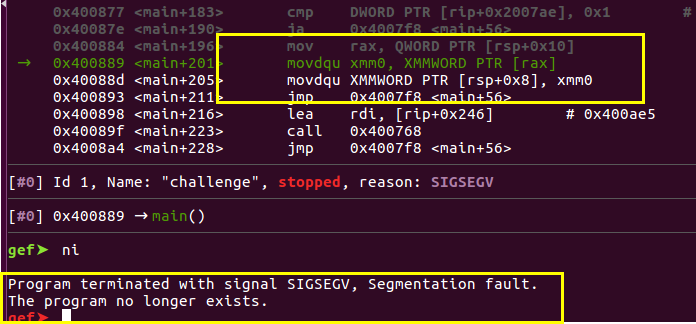 0x400877 <main+183> cmp DWORD PTR [rip+0x2007ae], 0x1 #
0x40087e <main+190> ja 0x4007f8 <main+56>
0x400884 <main+196> mov rax, QWORD PTR [rsp+0x10]
→ 0x400889 <main+201> movdqu xmm0, XMMWORD PTR [rax]
0x40088d <main+205> movdqu XMMWORD PTR [rsp+0x8], xmm0
0x400893 <main+211> jmp 0x4007f8 <main+56>
0x400898 <main+216> lea rdi, [rip+0x246] # 0x400ae5
0x40089f <main+223> call 0x400768
0x4008a4 <main+228> jmp 0x4007f8 <main+56>
[#0] Id 1, Name: "challenge", stopped, reason: SIGSEGV
[#0] 0x400889 → main()
gef➤ ni
Program terminated with signal SIGSEGV, Segmentation fault.
The program no longer exists.
gef➤